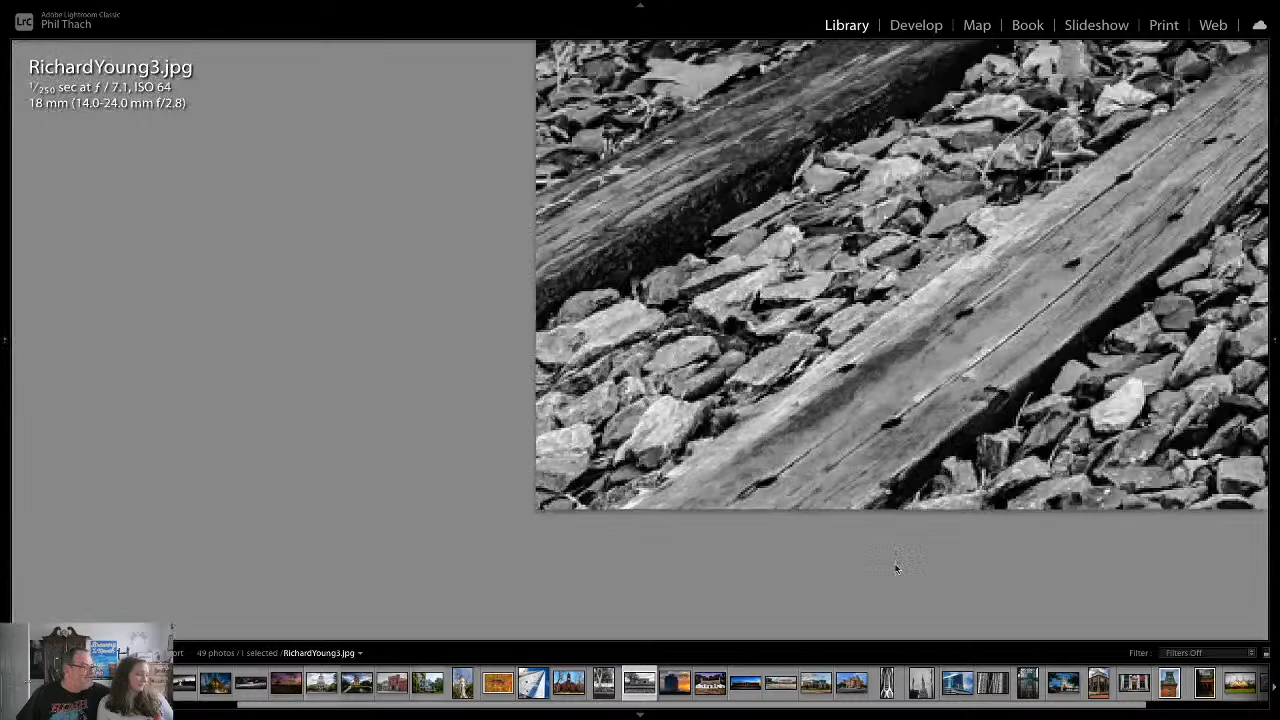 Lrc
Adobe Lightroom Classic
Phil Thach
Library | Develop | Map | Book | Slideshow | Print | Web
RichardYoung3.jpg
1/250 sec at ƒ / 7.1, ISO 64
18 mm (14.0-24.0 mm f/2.8)
49 photos / 1 selected / RichardYoung3.jpg
Filter: Filters Off